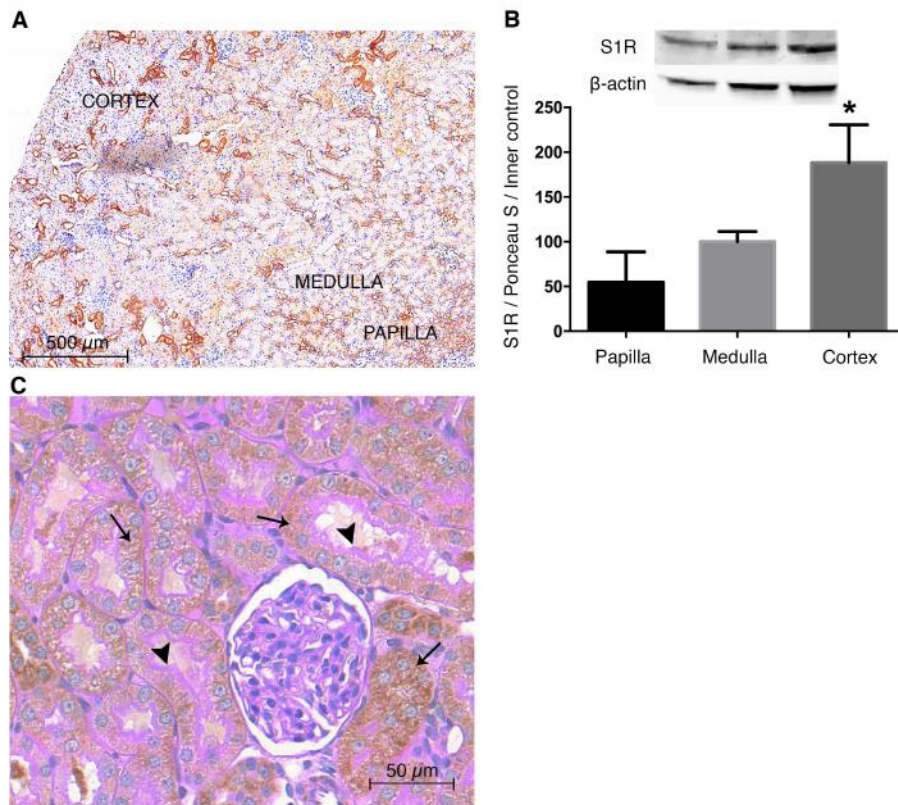 A
CORTEX
MEDULLA
PAPILLA
500 µm
B
S1R
β-actin
S1R / Ponceau S / Inner control
250
200
150
100
50
0
*
Papilla
Medulla
Cortex
C
50 µm